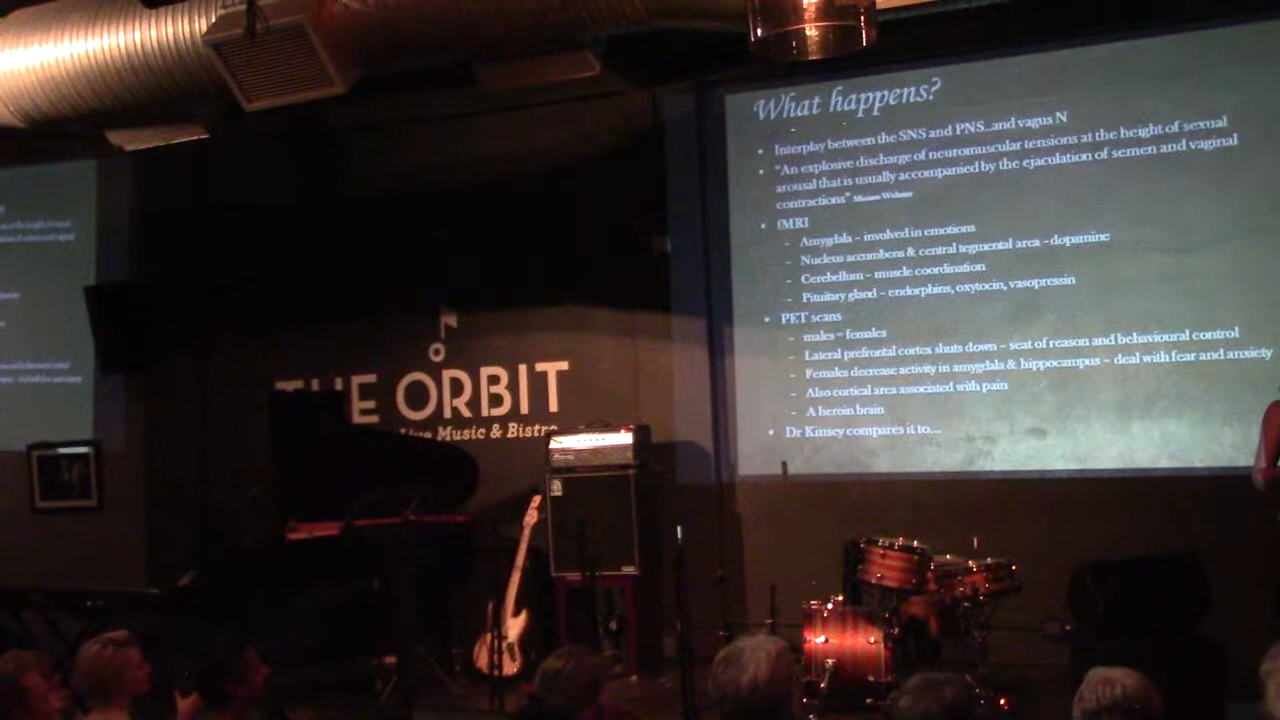 What happens?
• Interplay between the SNS and PNS...and vagus N
• "An explosive discharge of neuromuscular tensions at the height of sexual
arousal that is usually accompanied by the ejaculation of semen and vaginal
contractions" Miriam Webster
• fMRI
- Amygdala – involved in emotions
- Nucleus accumbens & central tegmental area – dopamine
- Cerebellum – muscle coordination
- Pituitary gland – endorphins, oxytocin, vasopressin
• PET scans
- males = females
- Lateral prefrontal cortex shuts down – seat of reason and behavioural control
- Females decrease activity in amygdala & hippocampus – deal with fear and anxiety
- Also cortical area associated with pain
- A heroin brain
• Dr Kinsey compares it to...
THE ORBIT
Live Music & Bistro